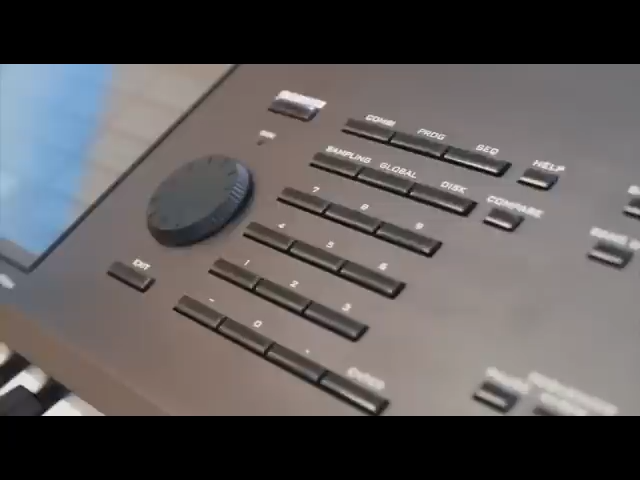 COMBI PROG SEQ HELP
SAMPLING GLOBAL DISK COMPARE
7 8 9
4 5 6
EXIT 1 2 3
- 0 . ENTER